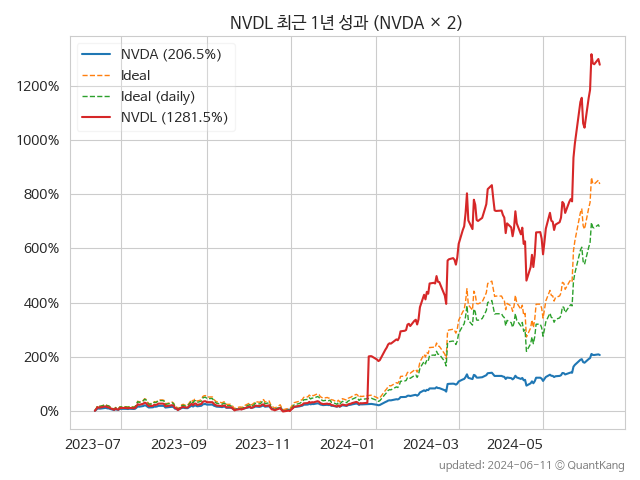 NVDL 최근 1년 성과 (NVDA × 2)
NVDA (206.5%)
Ideal
Ideal (daily)
NVDL (1281.5%)
1200%
1000%
800%
600%
400%
200%
0%
2023-07 2023-09 2023-11 2024-01 2024-03 2024-05
updated: 2024-06-11 © QuantKang